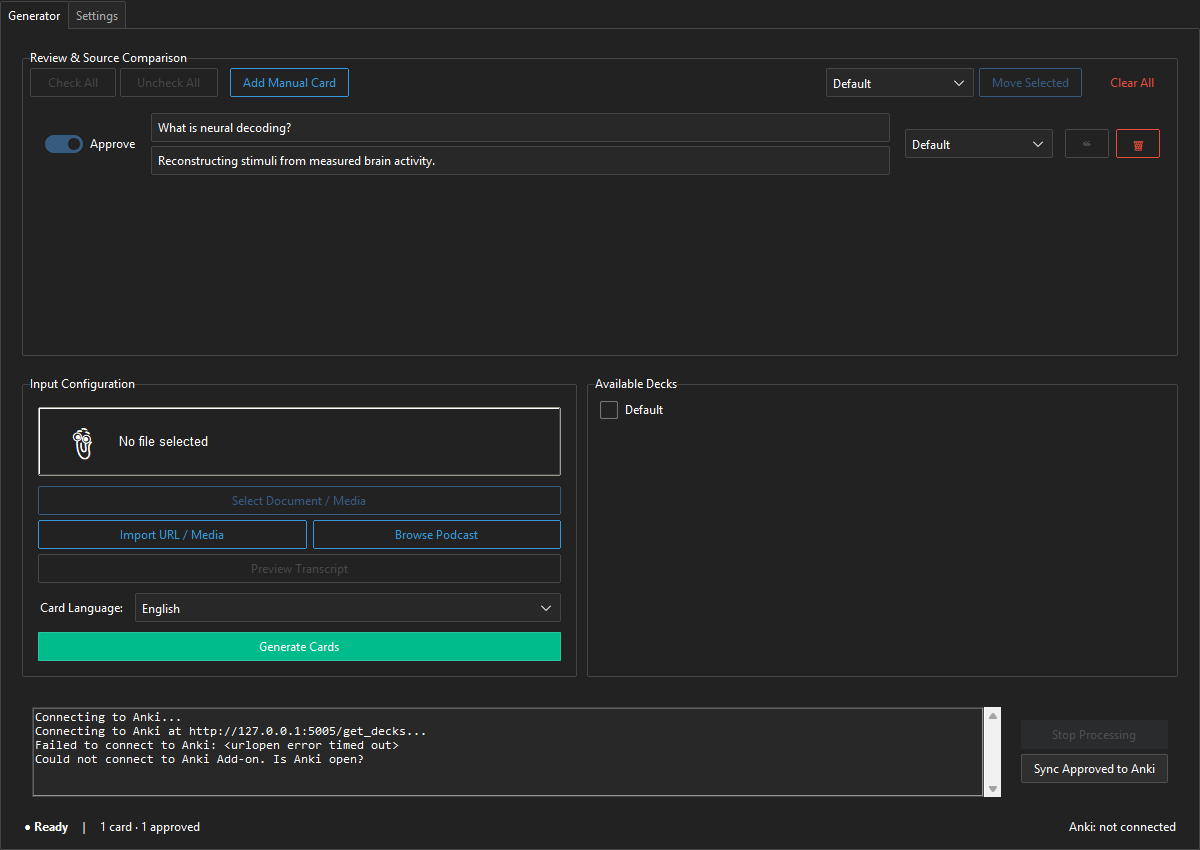 Generator Settings
Review & Source Comparison
Check All Uncheck All Add Manual Card Default Move Selected Clear All
What is neural decoding?
Approve Default
Reconstructing stimuli from measured brain activity.
Input Configuration
No file selected
Select Document / Media
Import URL / Media Browse Podcast
Preview Transcript
Card Language: English
Generate Cards
Available Decks
Default
Connecting to Anki...
Connecting to Anki at http://127.0.0.1:5005/get_decks...
Failed to connect to Anki: <urlopen error timed out>
Could not connect to Anki Add-on. Is Anki open?
Stop Processing
Sync Approved to Anki
• Ready | 1 card · 1 approved Anki: not connected